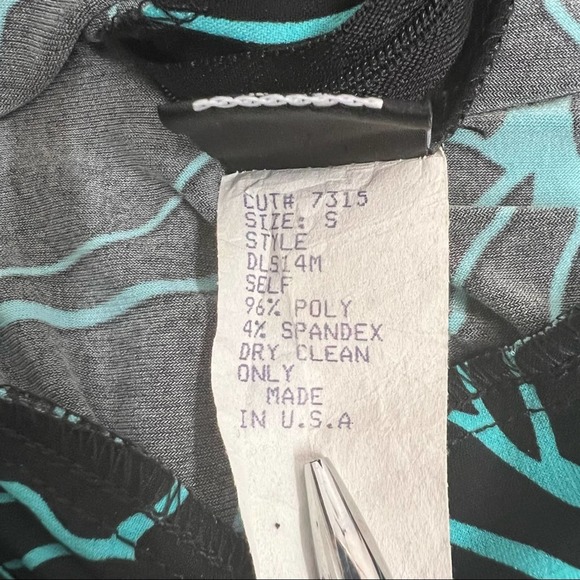 CUT# 7315
SIZE: S
STYLE
DLS14M
SELF
96% POLY
4% SPANDEX
DRY CLEAN
ONLY
MADE
IN U.S.A